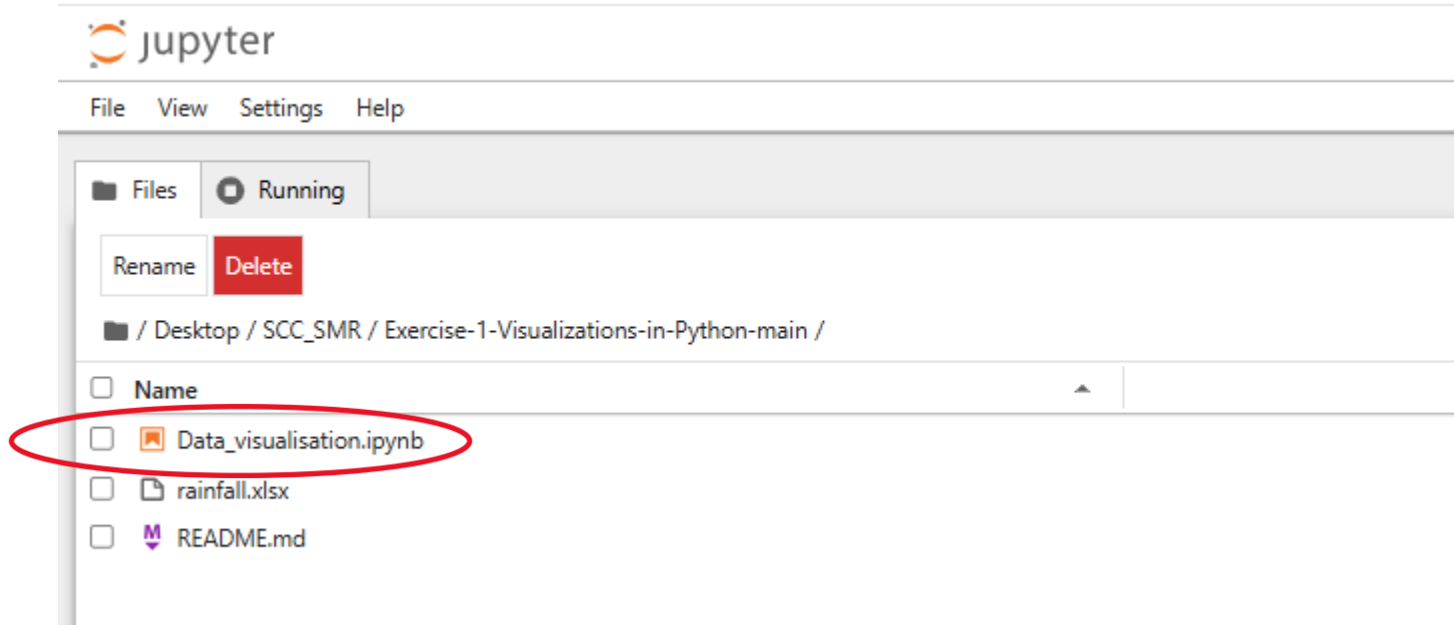 jupyter
File View Settings Help
Files Running
Rename Delete
/ Desktop / SCC_SMR / Exercise-1-Visualizations-in-Python-main /
Name
Data_visualisation.ipynb
rainfall.xlsx
README.md